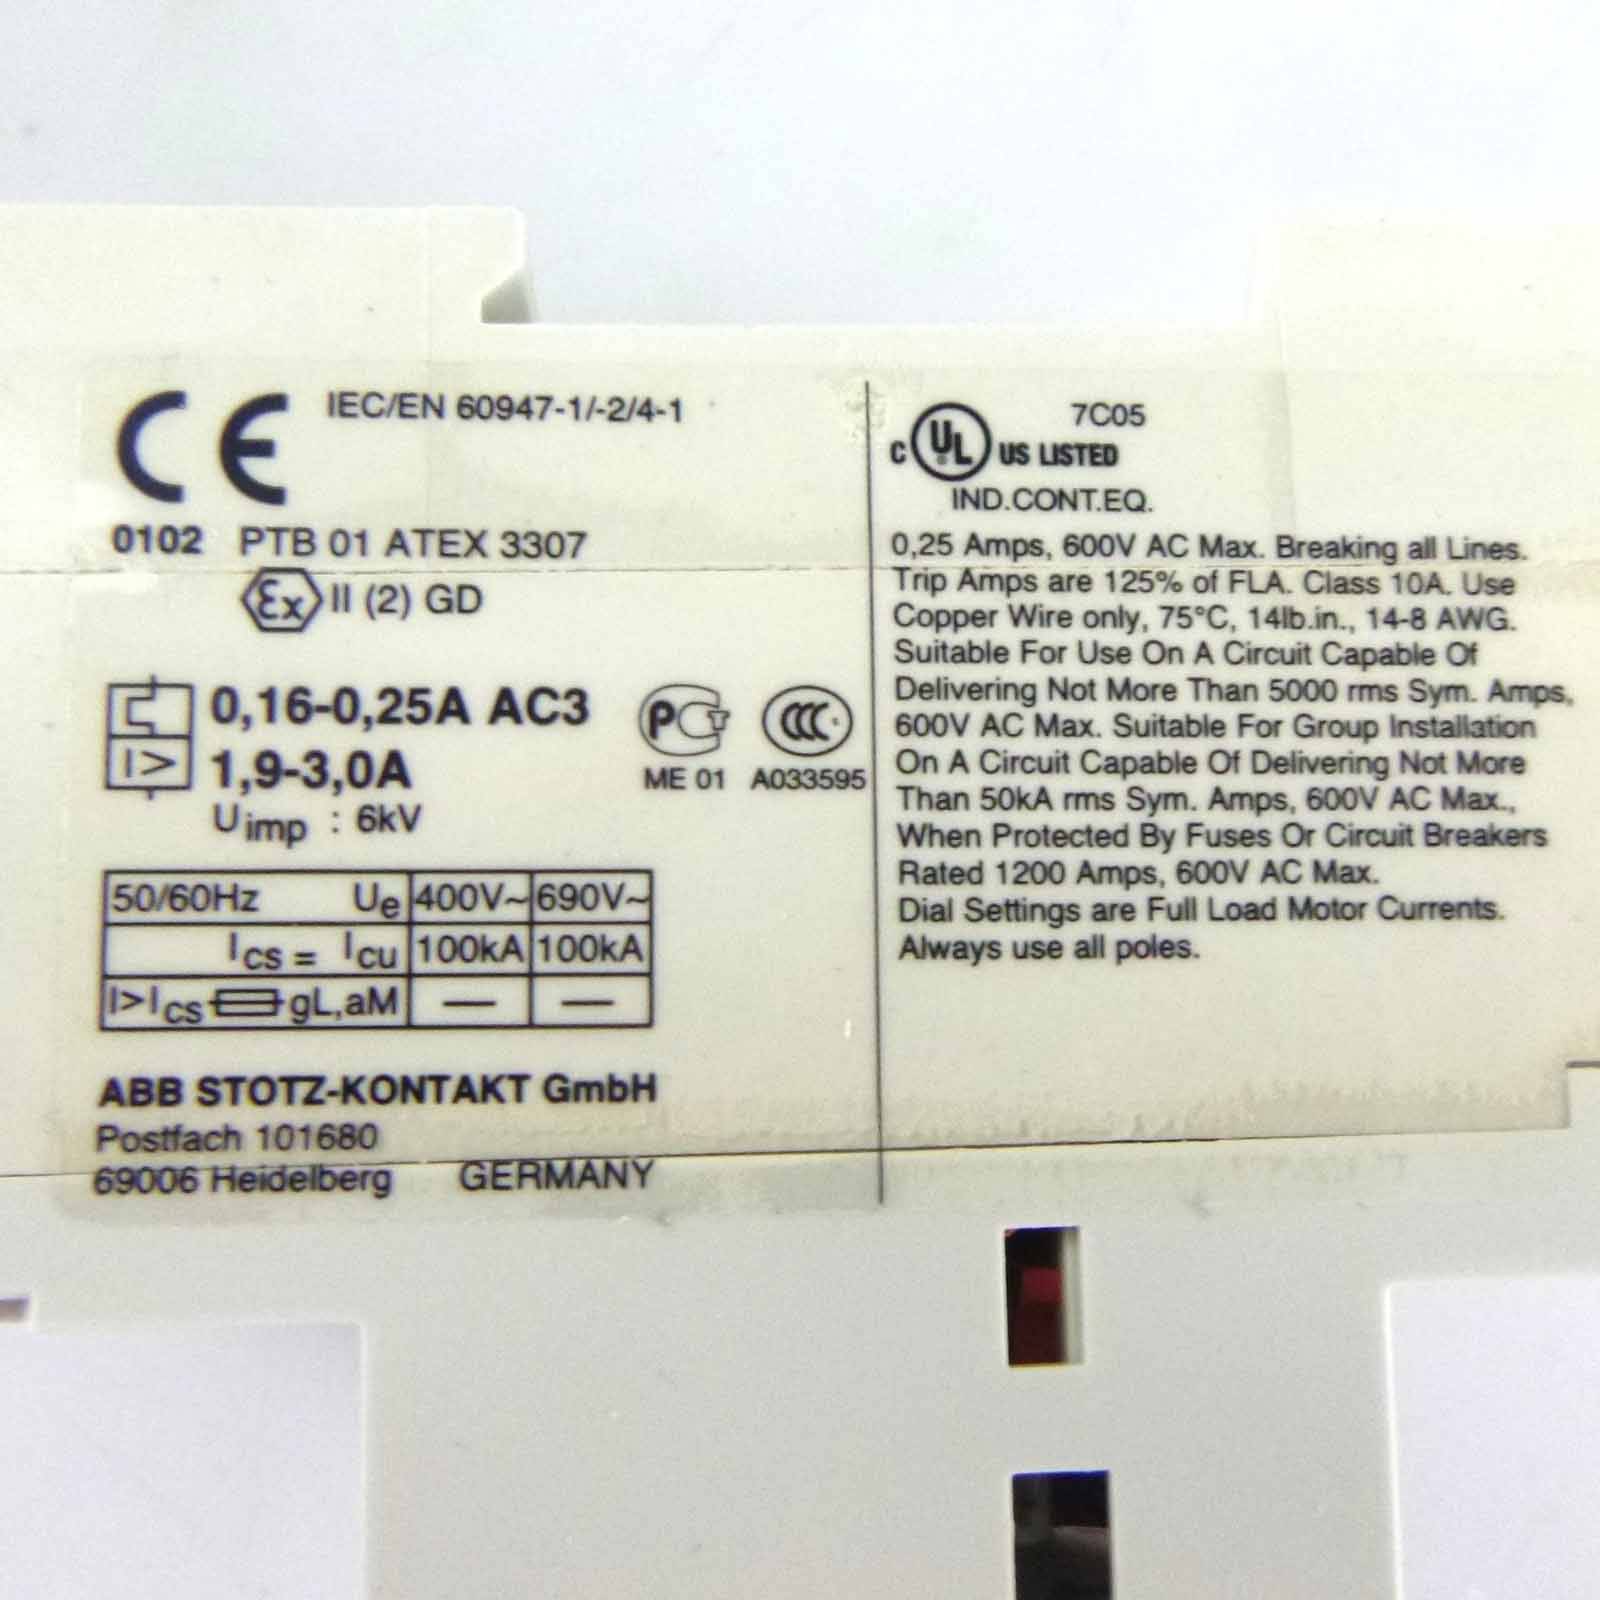 CE IEC/EN 60947-1/-2/4-1
0102 PTB 01 ATEX 3307
Ex II (2) GD
0,16-0,25A AC3
I> 1,9-3,0A
Uimp : 6kV
PCT
CCC
ME 01 A033595
50/60Hz Ue 400V~ 690V~
Ics = Icu 100kA 100kA
I>Ics gL,aM — —
ABB STOTZ-KONTAKT GmbH
Postfach 101680
69006 Heidelberg GERMANY
7C05
C UL US LISTED
IND.CONT.EQ.
0,25 Amps, 600V AC Max. Breaking all Lines.
Trip Amps are 125% of FLA. Class 10A. Use
Copper Wire only, 75°C, 14lb.in., 14-8 AWG.
Suitable For Use On A Circuit Capable Of
Delivering Not More Than 5000 rms Sym. Amps,
600V AC Max. Suitable For Group Installation
On A Circuit Capable Of Delivering Not More
Than 50kA rms Sym. Amps, 600V AC Max.,
When Protected By Fuses Or Circuit Breakers
Rated 1200 Amps, 600V AC Max.
Dial Settings are Full Load Motor Currents.
Always use all poles.